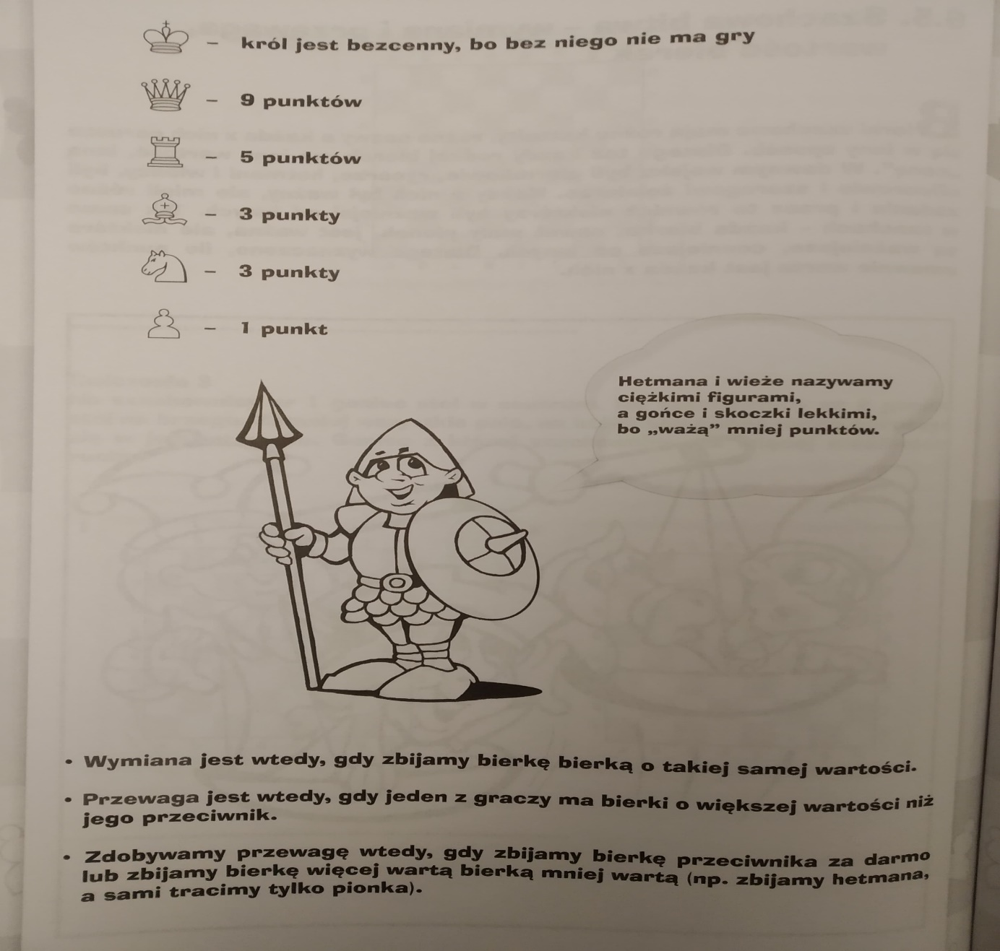 – król jest bezcenny, bo bez niego nie ma gry
– 9 punktów
– 5 punktów
– 3 punkty
– 3 punkty
– 1 punkt
Hetmana i wieże nazywamy
ciężkimi figurami,
a gońce i skoczki lekkimi,
bo „ważą” mniej punktów.
• Wymiana jest wtedy, gdy zbijamy bierkę bierką o takiej samej wartości.
• Przewaga jest wtedy, gdy jeden z graczy ma bierki o większej wartości niż
jego przeciwnik.
• Zdobywamy przewagę wtedy, gdy zbijamy bierkę przeciwnika za darmo
lub zbijamy bierkę więcej wartą bierką mniej wartą (np. zbijamy hetmana,
a sami tracimy tylko pionka).